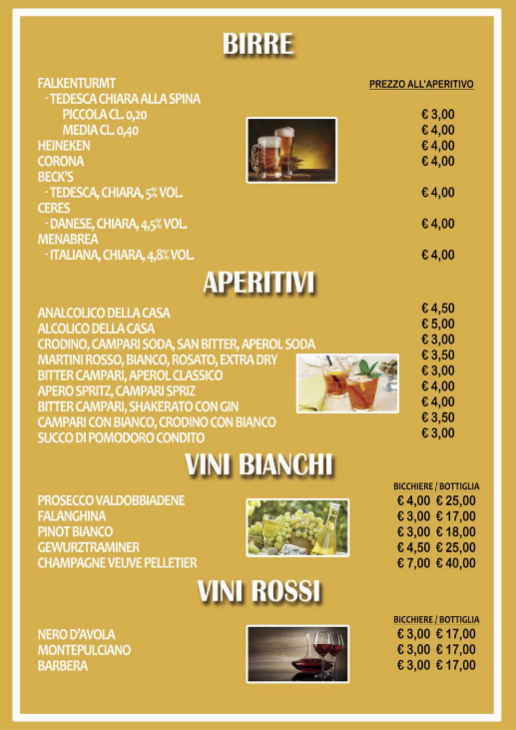 BIRRE
FALKENTURMT PREZZO ALL'APERITIVO
- TEDESCA CHIARA ALLA SPINA
PICCOLA CL. 0,20 € 3,00
MEDIA CL. 0,40 € 4,00
HEINEKEN € 4,00
CORONA € 4,00
BECK'S
- TEDESCA, CHIARA, 5% VOL. € 4,00
CERES
- DANESE, CHIARA, 4,5% VOL. € 4,00
MENABREA
- ITALIANA, CHIARA, 4,8% VOL. € 4,00
APERITIVI
ANALCOLICO DELLA CASA € 4,50
ALCOLICO DELLA CASA € 5,00
CRODINO, CAMPARI SODA, SAN BITTER, APEROL SODA € 3,00
MARTINI ROSSO, BIANCO, ROSATO, EXTRA DRY € 3,50
BITTER CAMPARI, APEROL CLASSICO € 3,00
APERO SPRITZ, CAMPARI SPRIZ € 4,00
BITTER CAMPARI, SHAKERATO CON GIN € 4,00
CAMPARI CON BIANCO, CRODINO CON BIANCO € 3,50
SUCCO DI POMODORO CONDITO € 3,00
VINI BIANCHI
BICCHIERE / BOTTIGLIA
PROSECCO VALDOBBIADENE € 4,00 € 25,00
FALANGHINA € 3,00 € 17,00
PINOT BIANCO € 3,00 € 18,00
GEWURZTRAMINER € 4,50 € 25,00
CHAMPAGNE VEUVE PELLETIER € 7,00 € 40,00
VINI ROSSI
BICCHIERE / BOTTIGLIA
NERO D'AVOLA € 3,00 € 17,00
MONTEPULCIANO € 3,00 € 17,00
BARBERA € 3,00 € 17,00